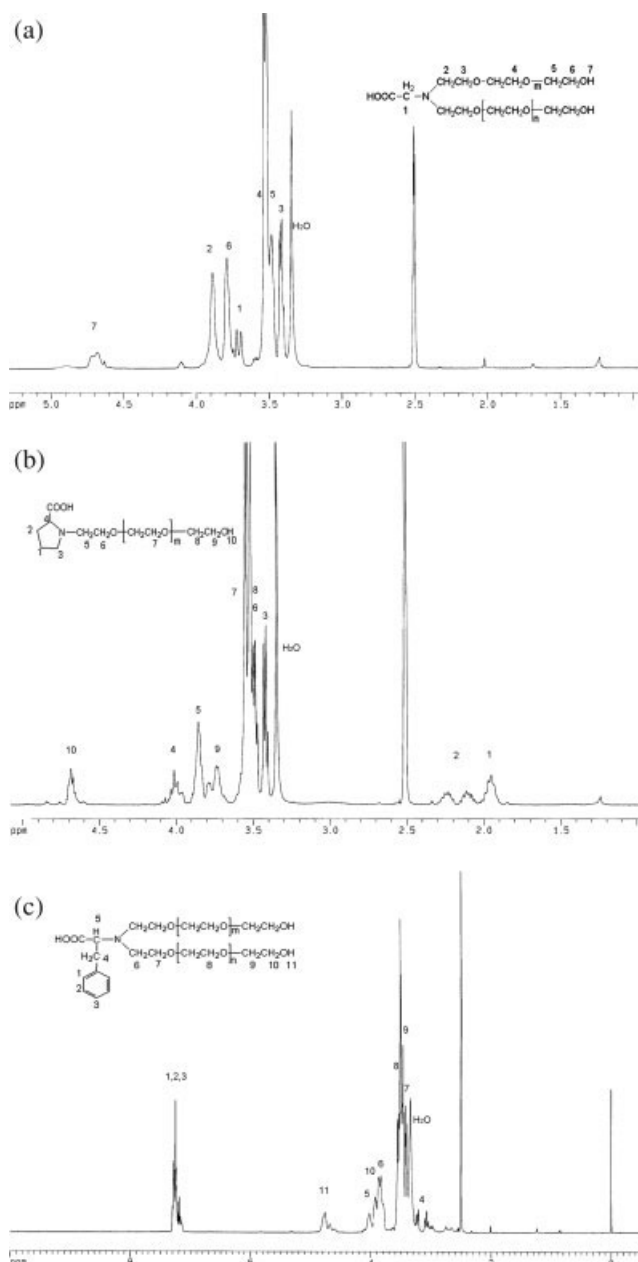 (a)
2 3 4 5 6 7
H2
CH2CH2O-CH2CH2O-m-CH2CH2OH
HOOC-C-N
1
CH2CH2O-[CH2CH2O]n-CH2CH2OH
4 5
3
H2O
2 6
1
7
ppm 5.0 4.5 4.0 3.5 3.0 2.5 2.0 1.5
(b)
COOH
4
2
N-CH2CH2O-(CH2CH2O)m-CH2CH2OH
1 3 5 6 7 8 9 10
7 8
6
3
H2O
5
10 4 9
2 1
ppm 4.5 4.0 3.5 3.0 2.5 2.0 1.5
(c)
5
H
CH2CH2O-[CH2CH2O]m-CH2CH2OH
HOOC-C-N
CH2CH2O-[CH2CH2O]n-CH2CH2OH
H2C 4
6 7 8 9 10 11
1
2
3
9
8
7
1,2,3
H2O
6
10
5
11
4
ppm